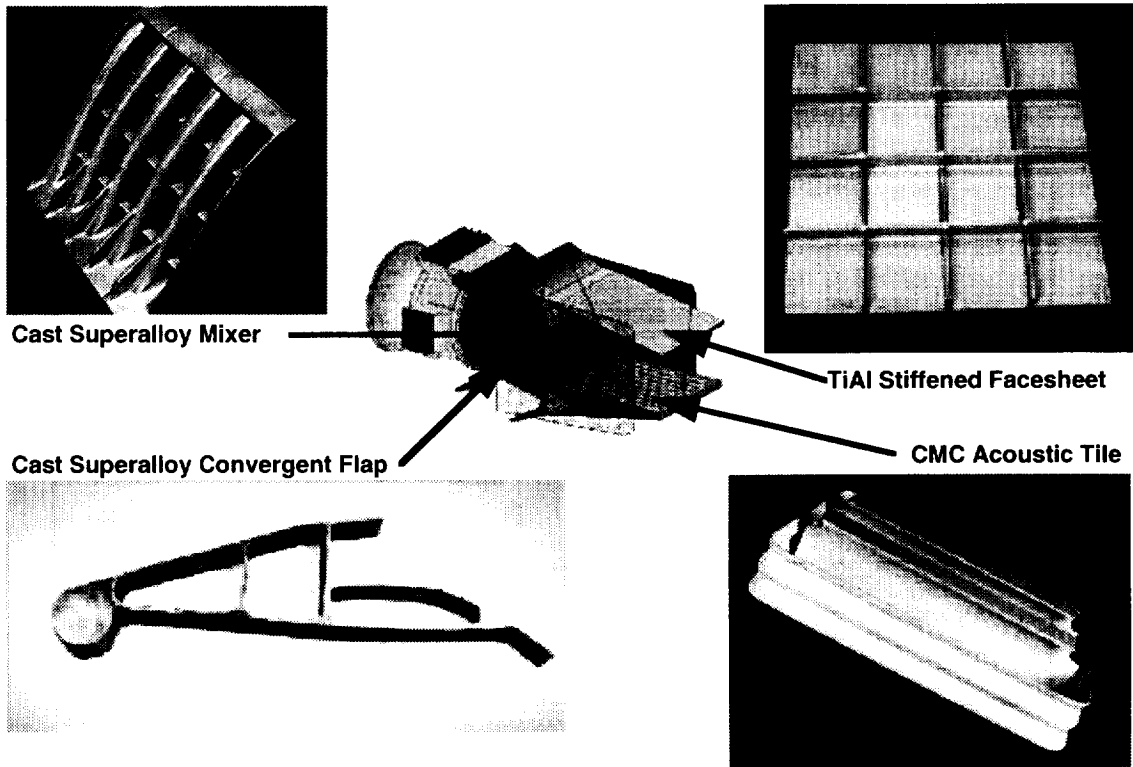 Cast Superalloy Mixer
TiAl Stiffened Facesheet
Cast Superalloy Convergent Flap
CMC Acoustic Tile